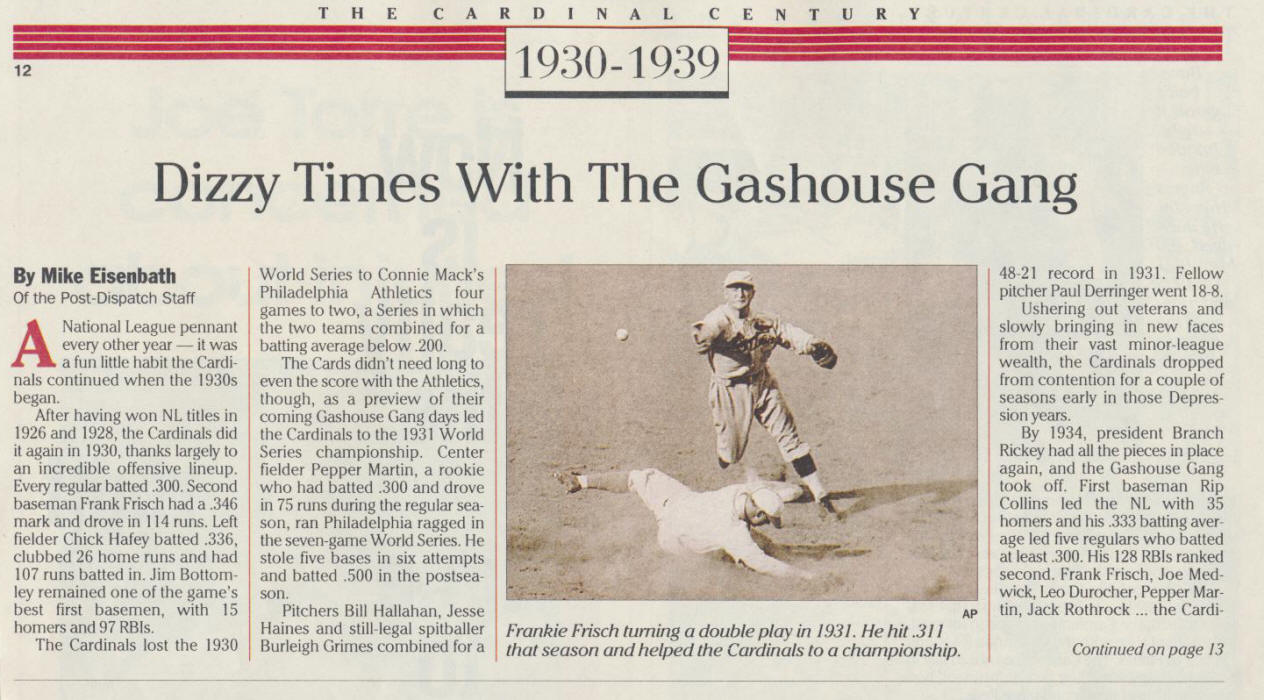 THE CARDINAL CENTURY
1930-1939
12
Dizzy Times With The Gashouse Gang
By Mike Eisenbath
Of the Post-Dispatch Staff
A National League pennant
every other year — it was
a fun little habit the Cardi-
nals continued when the 1930s
began.
After having won NL titles in
1926 and 1928, the Cardinals did
it again in 1930, thanks largely to
an incredible offensive lineup.
Every regular batted .300. Second
baseman Frank Frisch had a .346
mark and drove in 114 runs. Left
fielder Chick Hafey batted .336,
clubbed 26 home runs and had
107 runs batted in. Jim Bottom-
ley remained one of the game's
best first basemen, with 15
homers and 97 RBIs.
The Cardinals lost the 1930
World Series to Connie Mack's
Philadelphia Athletics four
games to two, a Series in which
the two teams combined for a
batting average below .200.
The Cards didn't need long to
even the score with the Athletics,
though, as a preview of their
coming Gashouse Gang days led
the Cardinals to the 1931 World
Series championship. Center
fielder Pepper Martin, a rookie
who had batted .300 and drove
in 75 runs during the regular sea-
son, ran Philadelphia ragged in
the seven-game World Series. He
stole five bases in six attempts
and batted .500 in the postsea-
son.
Pitchers Bill Hallahan, Jesse
Haines and still-legal spitballer
Burleigh Grimes combined for a
AP
Frankie Frisch turning a double play in 1931. He hit .311
that season and helped the Cardinals to a championship.
48-21 record in 1931. Fellow
pitcher Paul Derringer went 18-8.
Ushering out veterans and
slowly bringing in new faces
from their vast minor-league
wealth, the Cardinals dropped
from contention for a couple of
seasons early in those Depres-
sion years.
By 1934, president Branch
Rickey had all the pieces in place
again, and the Gashouse Gang
took off. First baseman Rip
Collins led the NL with 35
homers and his .333 batting aver-
age led five regulars who batted
at least .300. His 128 RBIs ranked
second. Frank Frisch, Joe Med-
wick, Leo Durocher, Pepper Mar-
tin, Jack Rothrock ... the Cardi-
Continued on page 13